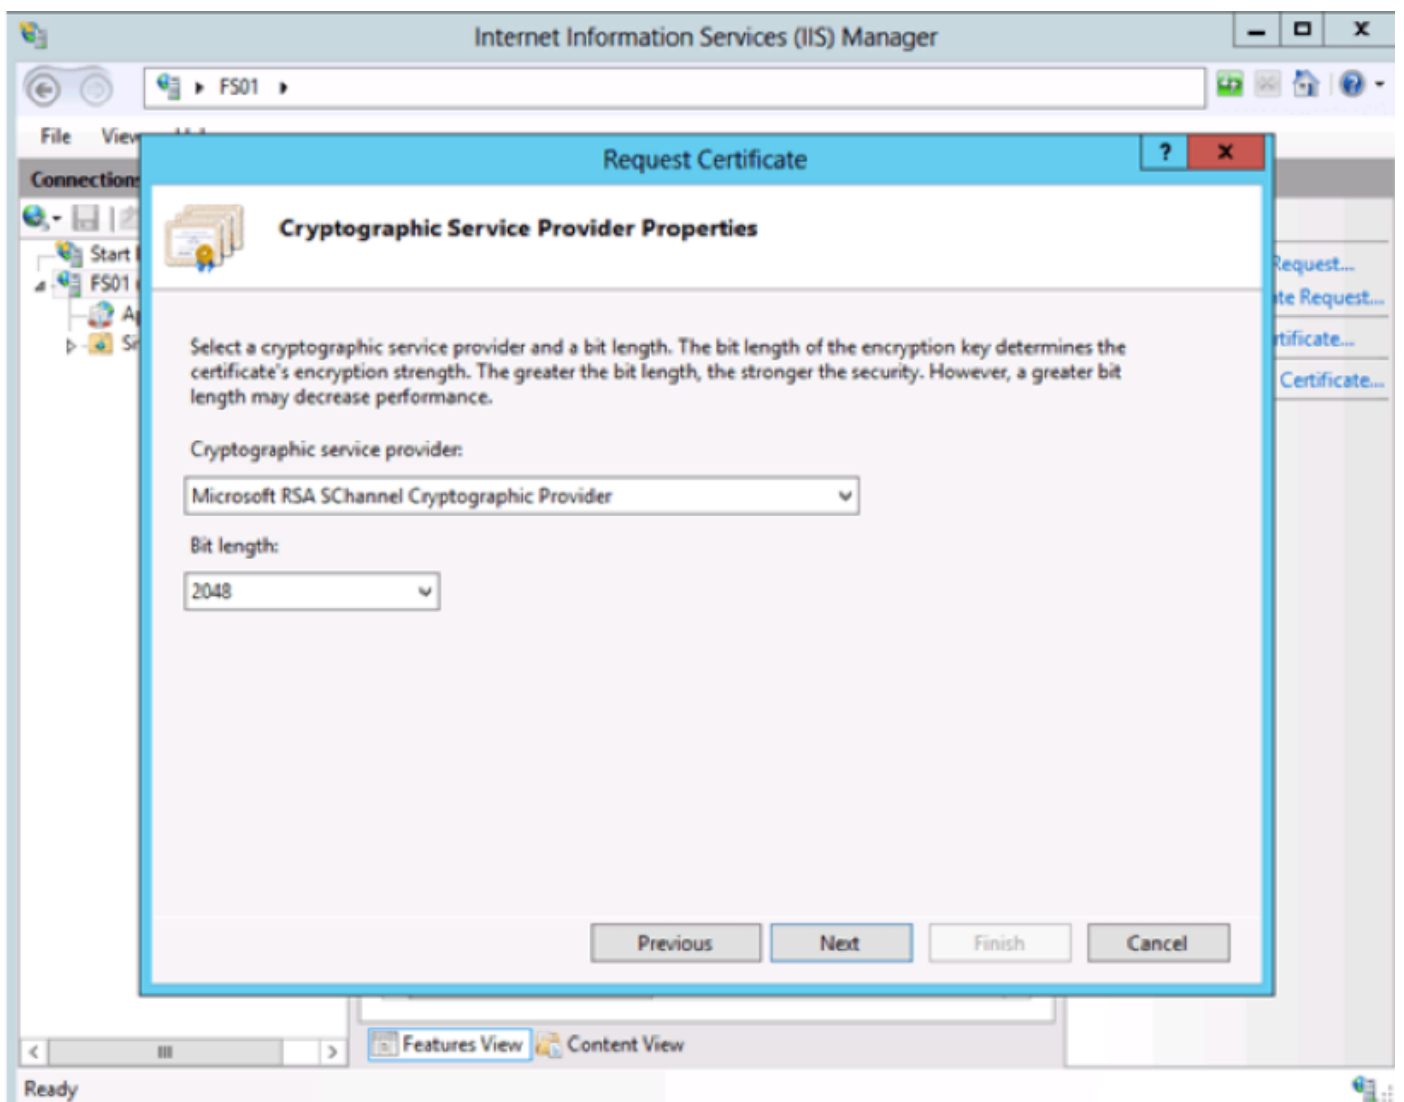 Internet Information Services (IIS) Manager
FS01
File
Request Certificate
?
Cryptographic Service Provider Properties
Start
FS01
Request...
Request...
Certificate...
Select a cryptographic service provider and a bit length. The bit length of the encryption key determines the
certificate's encryption strength. The greater the bit length, the stronger the security. However, a greater bit
length may decrease performance.
Cryptographic service provider:
Microsoft RSA SChannel Cryptographic Provider
Bit length:
2048
Previous Next Finish Cancel
Features View Content View
Ready